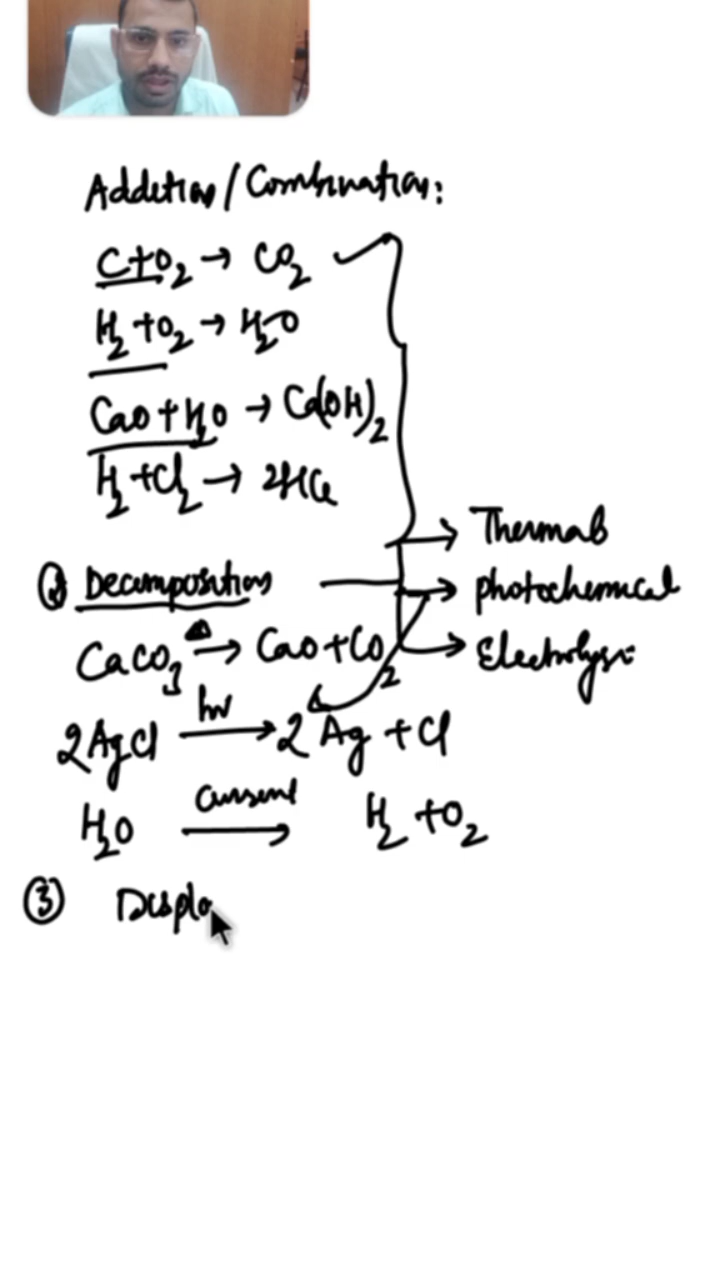 Addition/Combination:
C+O₂ → CO₂
H₂+O₂ → H₂O
CaO+H₂O → Ca(OH)₂
H₂+Cl₂ → 2HCl
Thermal
② Decomposition
photochemical
CaCO₃ Δ→ CaO+CO₂
Electrolysis
2AgCl hν→ 2Ag+Cl
H₂O current→ H₂+O₂
③ Displa